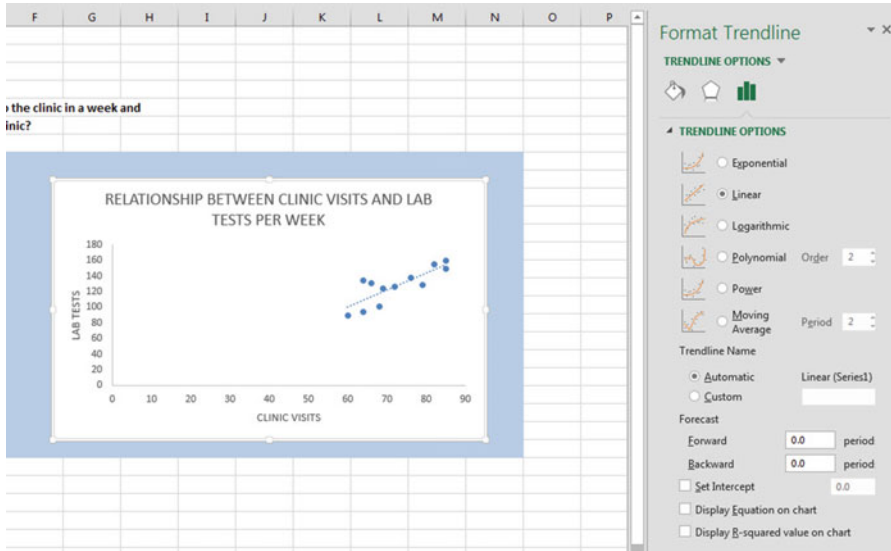 F G H I J K L M N O P
o the clinic in a week and
inic?
RELATIONSHIP BETWEEN CLINIC VISITS AND LAB
TESTS PER WEEK
LAB TESTS
180
160
140
120
100
80
60
40
20
0
0 10 20 30 40 50 60 70 80 90
CLINIC VISITS
Format Trendline
TRENDLINE OPTIONS
TRENDLINE OPTIONS
Exponential
Linear
Logarithmic
Polynomial Order 2
Power
Moving
Average Period 2
Trendline Name
Automatic Linear (Series1)
Custom
Forecast
Forward 0.0 period
Backward 0.0 period
Set Intercept 0.0
Display Equation on chart
Display R-squared value on chart